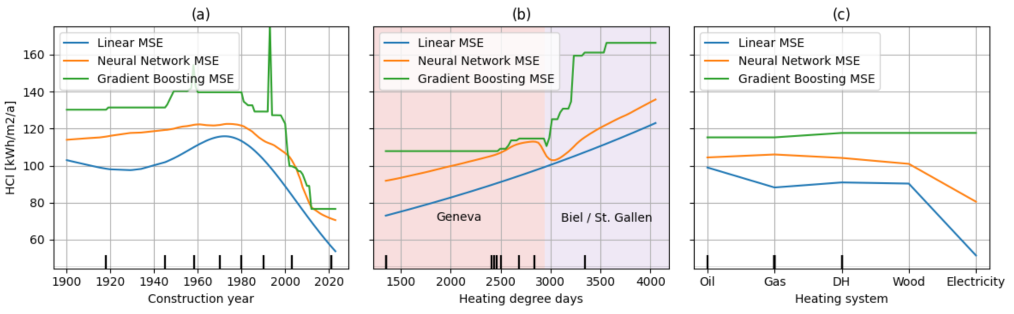 (a)
(b)
(c)
HCI [kWh/m2/a]
160
140
120
100
80
60
Linear MSE
Neural Network MSE
Gradient Boosting MSE
1900 1920 1940 1960 1980 2000 2020
Construction year
Linear MSE
Neural Network MSE
Gradient Boosting MSE
Geneva
Biel / St. Gallen
1500 2000 2500 3000 3500 4000
Heating degree days
Linear MSE
Neural Network MSE
Gradient Boosting MSE
Oil Gas DH Wood Electricity
Heating system